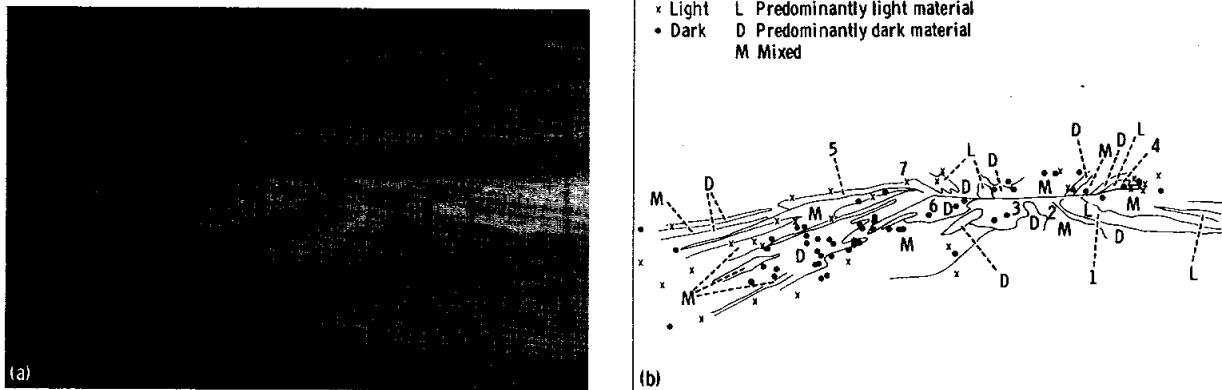 (a)
× Light L Predominantly light material
• Dark D Predominantly dark material
M Mixed
5
7
L
D
D
M
D
L
4
M
D
M
D
6
D
3
2
L
M
M
D
M
D
M
D
1
L
M
D
(b)